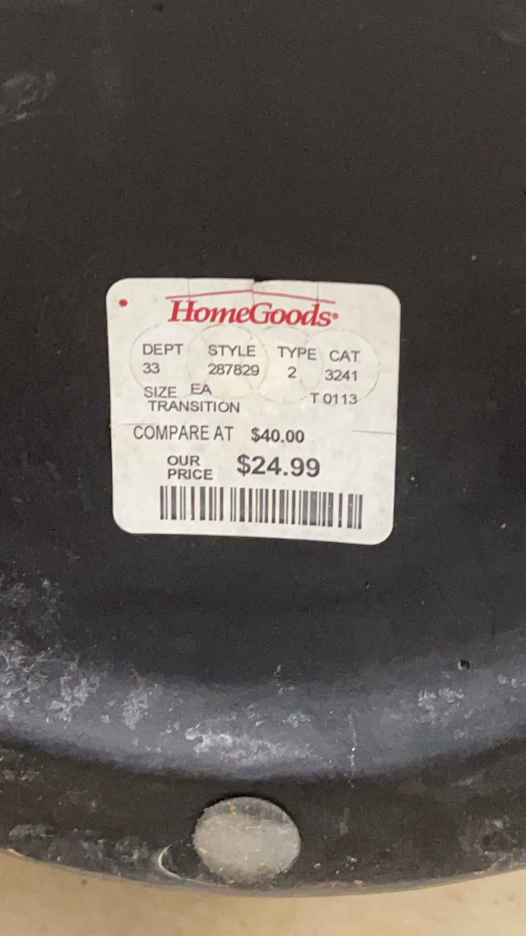 HomeGoods
DEPT STYLE TYPE CAT
33 287829 2 3241
SIZE EA T 0113
TRANSITION
COMPARE AT $40.00
OUR PRICE $24.99